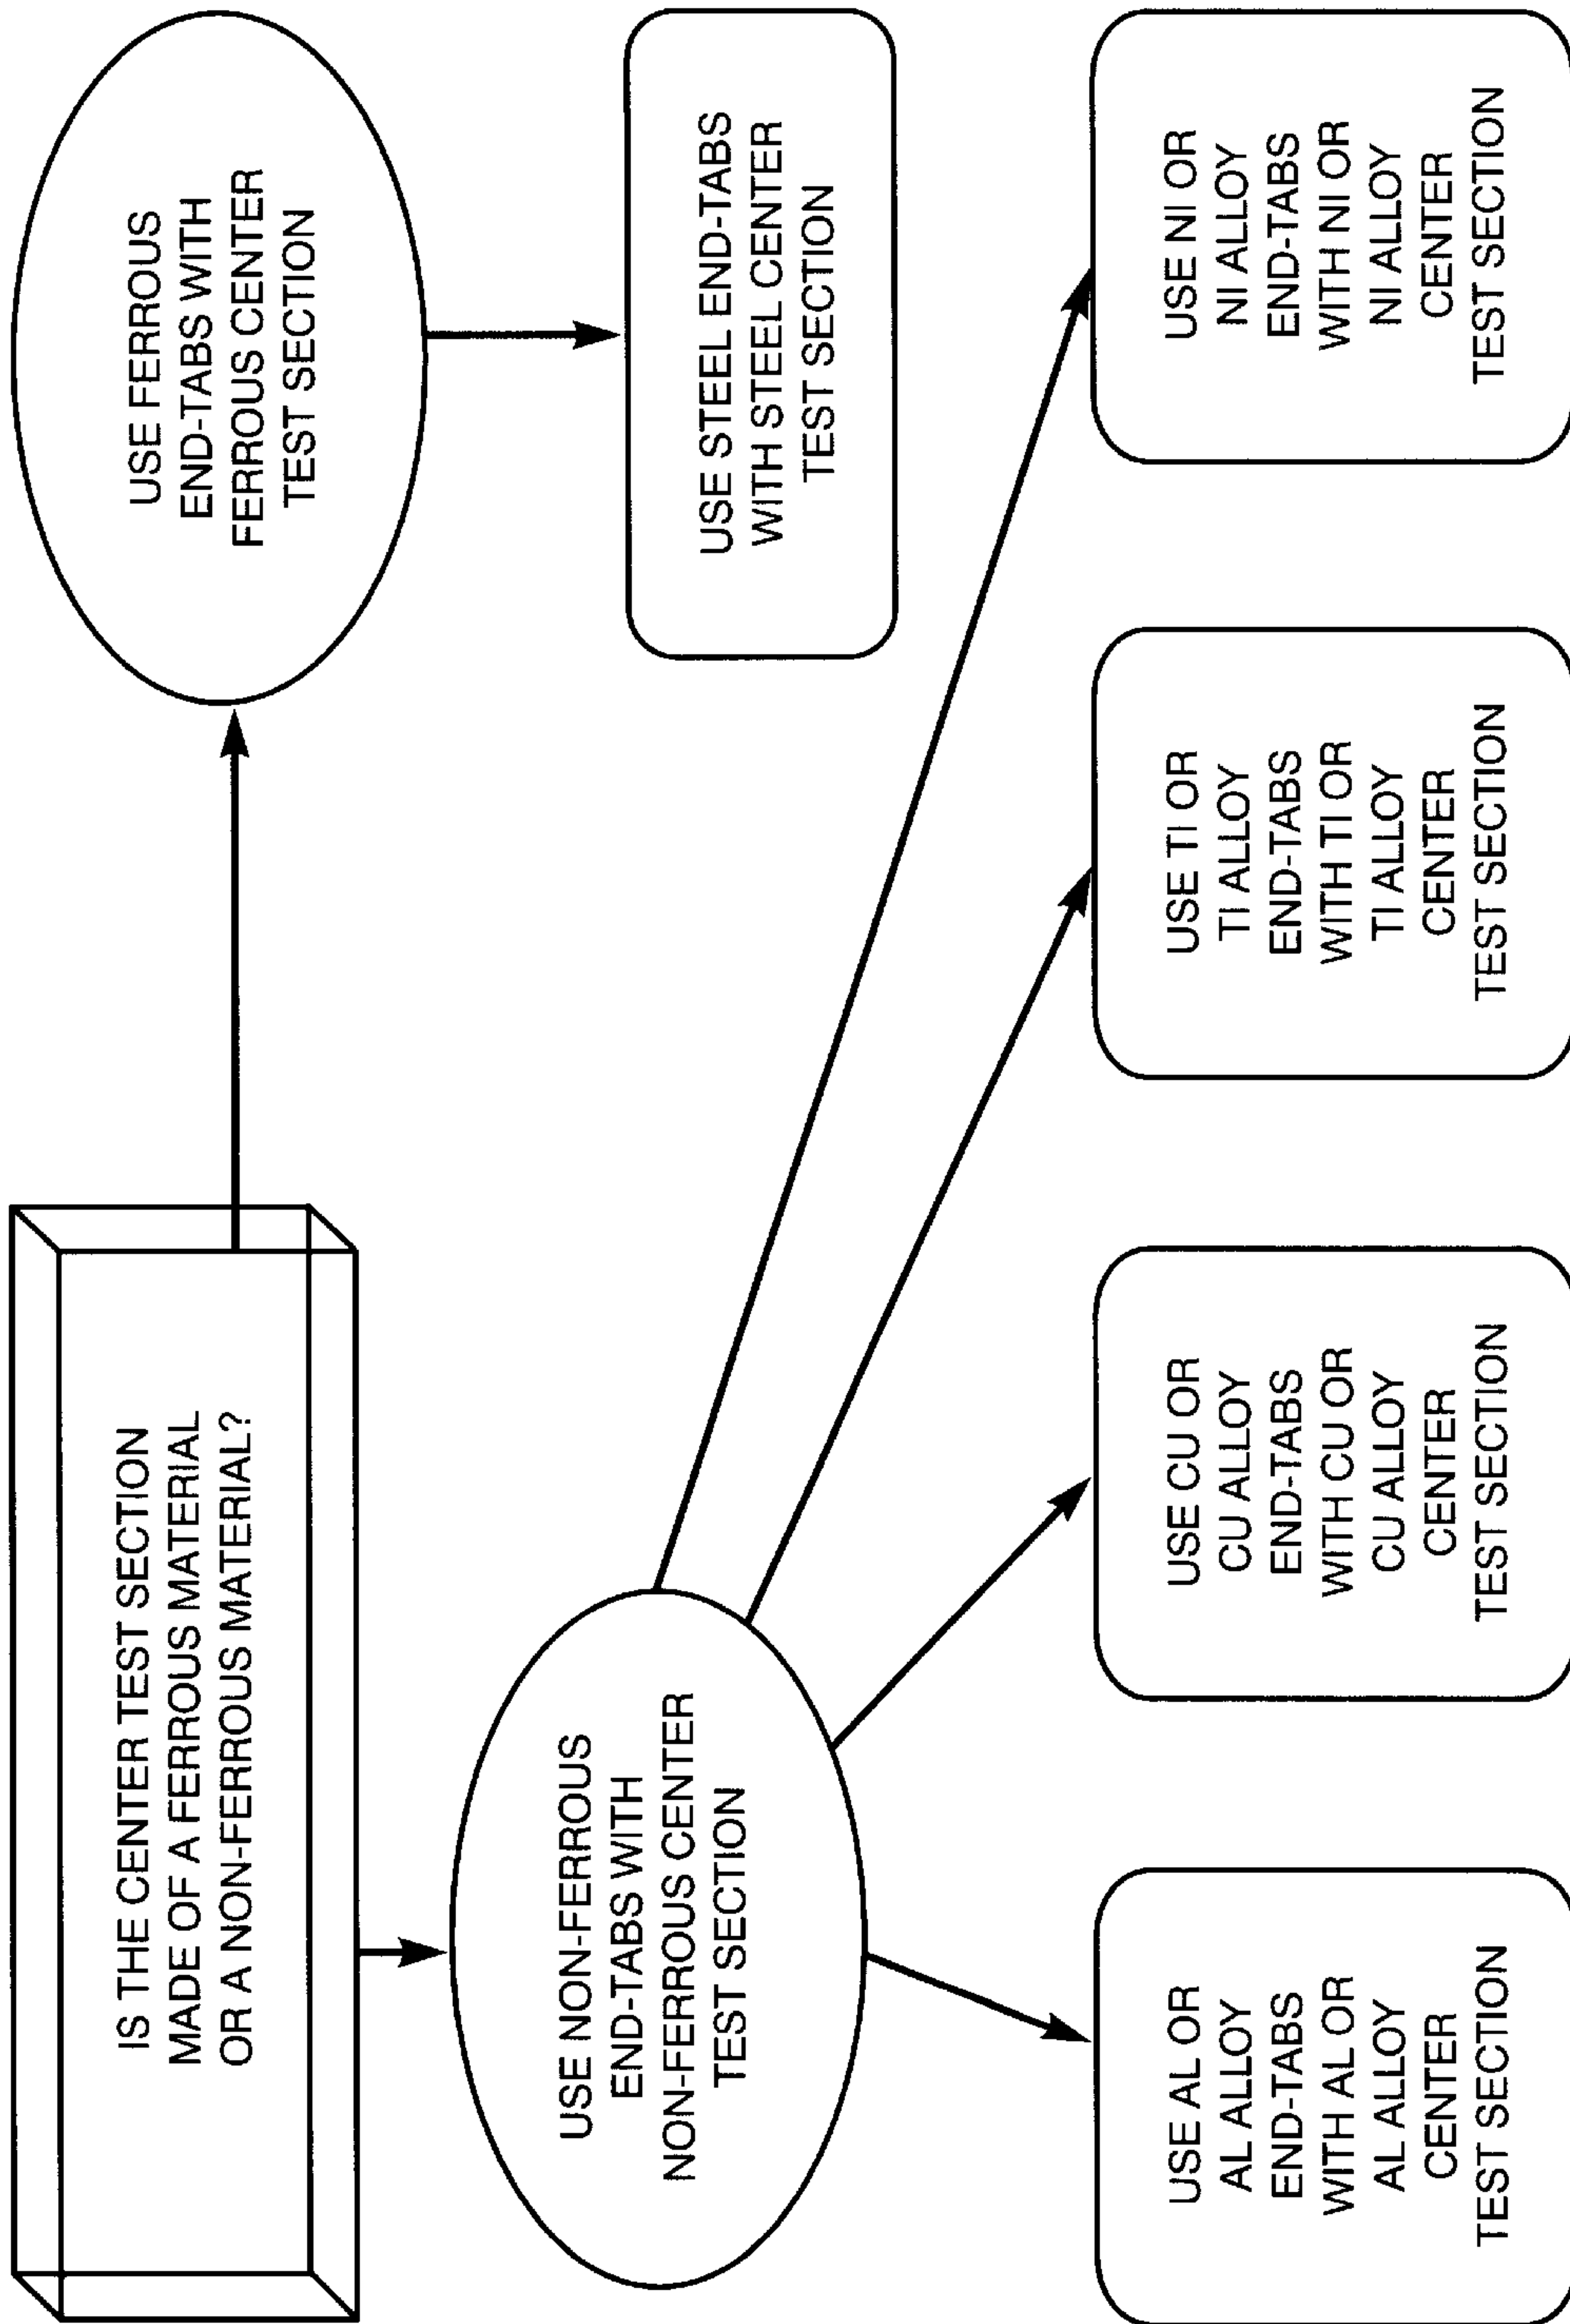 IS THE CENTER TEST SECTION
MADE OF A FERROUS MATERIAL
OR A NON-FERROUS MATERIAL?
USE FERROUS
END-TABS WITH
FERROUS CENTER
TEST SECTION
USE STEEL END-TABS
WITH STEEL CENTER
TEST SECTION
USE NON-FERROUS
END-TABS WITH
NON-FERROUS CENTER
TEST SECTION
USE AL OR
AL ALLOY
END-TABS
WITH AL OR
AL ALLOY
CENTER
TEST SECTION
USE CU OR
CU ALLOY
END-TABS
WITH CU OR
CU ALLOY
CENTER
TEST SECTION
USE TI OR
TI ALLOY
END-TABS
WITH TI OR
TI ALLOY
CENTER
TEST SECTION
USE NI OR
NI ALLOY
END-TABS
WITH NI OR
NI ALLOY
CENTER
TEST SECTION